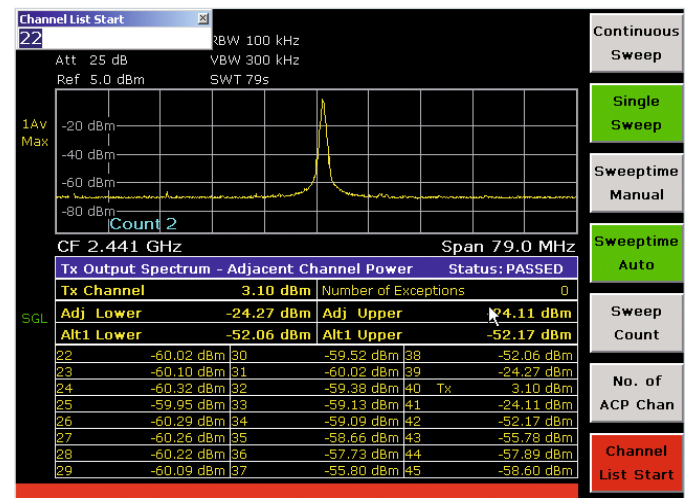 Channel List Start
22
RBW 100 kHz
Att 25 dB
VBW 300 kHz
Ref 5.0 dBm
SWT 79s
1Av
Max
-20 dBm
-40 dBm
-60 dBm
-80 dBm
Count 2
CF 2.441 GHz
Span 79.0 MHz
Tx Output Spectrum - Adjacent Channel Power Status: PASSED
Tx Channel 3.10 dBm Number of Exceptions 0
SGL
Adj Lower -24.27 dBm Adj Upper -24.11 dBm
Alt1 Lower -52.06 dBm Alt1 Upper -52.17 dBm
22 -60.02 dBm 30 -59.52 dBm 38 -52.06 dBm
23 -60.10 dBm 31 -60.02 dBm 39 -24.27 dBm
24 -60.32 dBm 32 -59.38 dBm 40 Tx 3.10 dBm
25 -59.95 dBm 33 -59.13 dBm 41 -24.11 dBm
26 -60.29 dBm 34 -59.09 dBm 42 -52.17 dBm
27 -60.26 dBm 35 -58.66 dBm 43 -55.78 dBm
28 -60.22 dBm 36 -57.73 dBm 44 -57.89 dBm
29 -60.09 dBm 37 -55.80 dBm 45 -58.60 dBm
Continuous
Sweep
Single
Sweep
Sweeptime
Manual
Sweeptime
Auto
Sweep
Count
No. of
ACP Chan
Channel
List Start